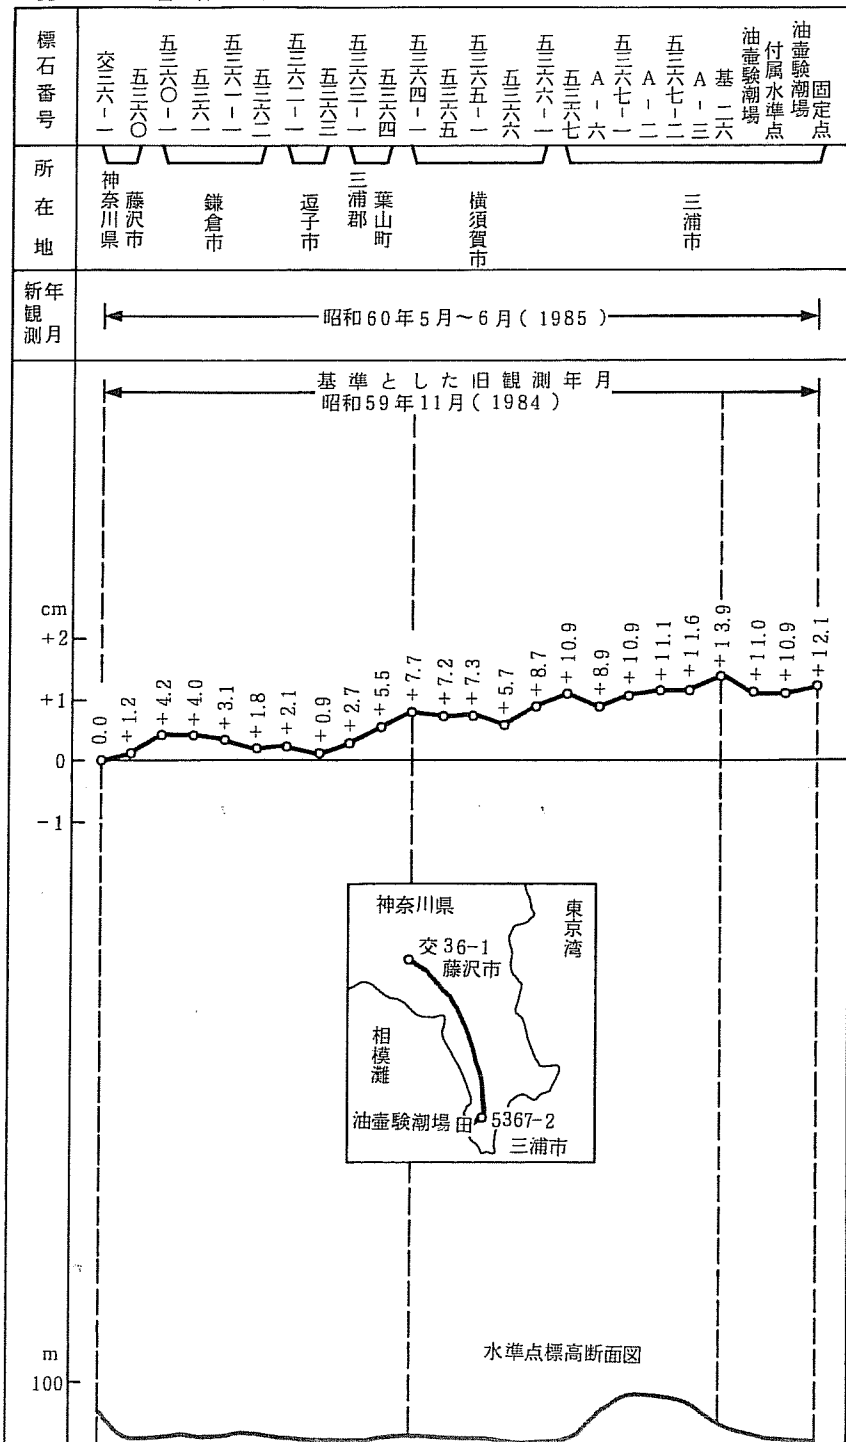 標石番号
交三六-一
五三六〇
五三六〇-一
五三六一
五三六一-一
五三六二
五三六二-一
五三六三
五三六三-一
五三六四
五三六四-一
五三六五
五三六五-一
五三六六
五三六六-一
五三六七
A-六
五三六七-一
A-二
五三六七-二
A-三
基 二六
油壷験潮場
付属水準点
油壷験潮場
固定点
所在地
神奈川県
藤沢市
鎌倉市
逗子市
三浦郡
葉山町
横須賀市
三浦市
新観測年月
昭和60年5月~6月(1985)
基準とした旧観測年月
昭和59年11月(1984)
cm
+2
+1
0
-1
0.0
+1.2
+4.2
+4.0
+3.1
+1.8
+2.1
+0.9
+2.7
+5.5
+7.7
+7.2
+7.3
+5.7
+8.7
+10.9
+8.9
+10.9
+11.1
+11.6
+13.9
+11.0
+10.9
+12.1
神奈川県
東京湾
交36-1
藤沢市
相模灘
油壷験潮場
5367-2
三浦市
水準点標高断面図
m
100